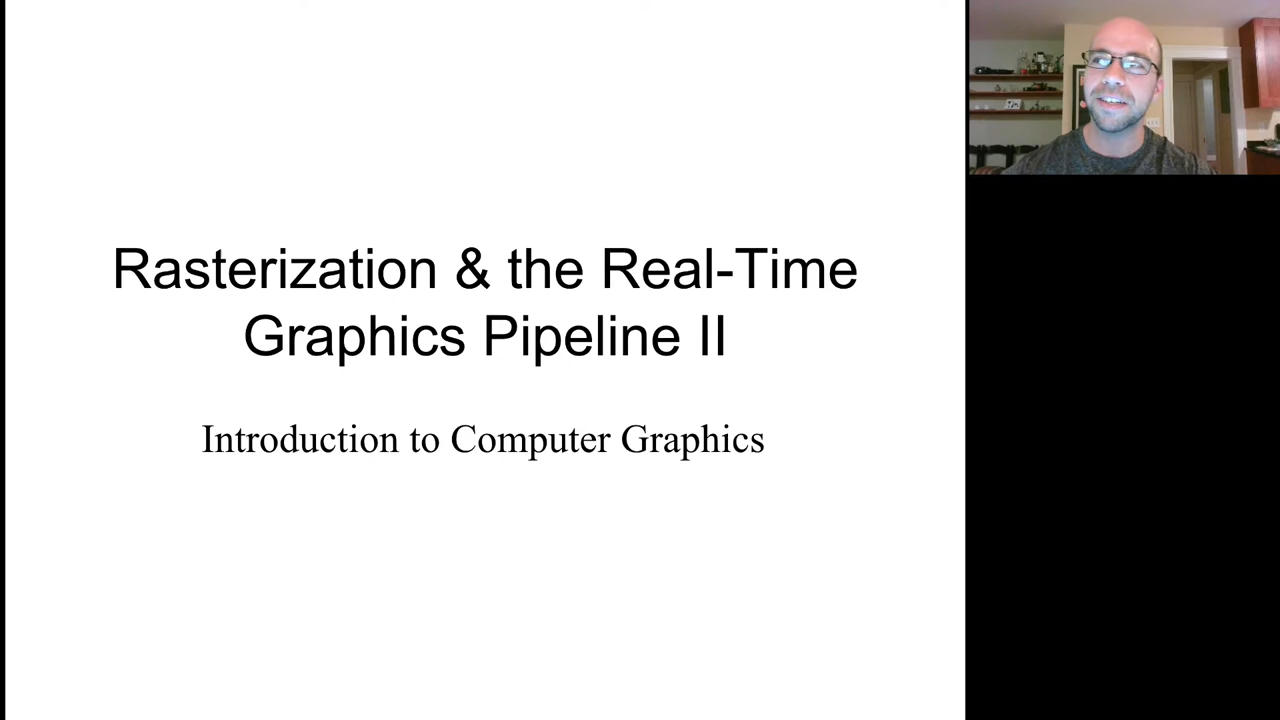 Rasterization & the Real-Time
Graphics Pipeline II
Introduction to Computer Graphics